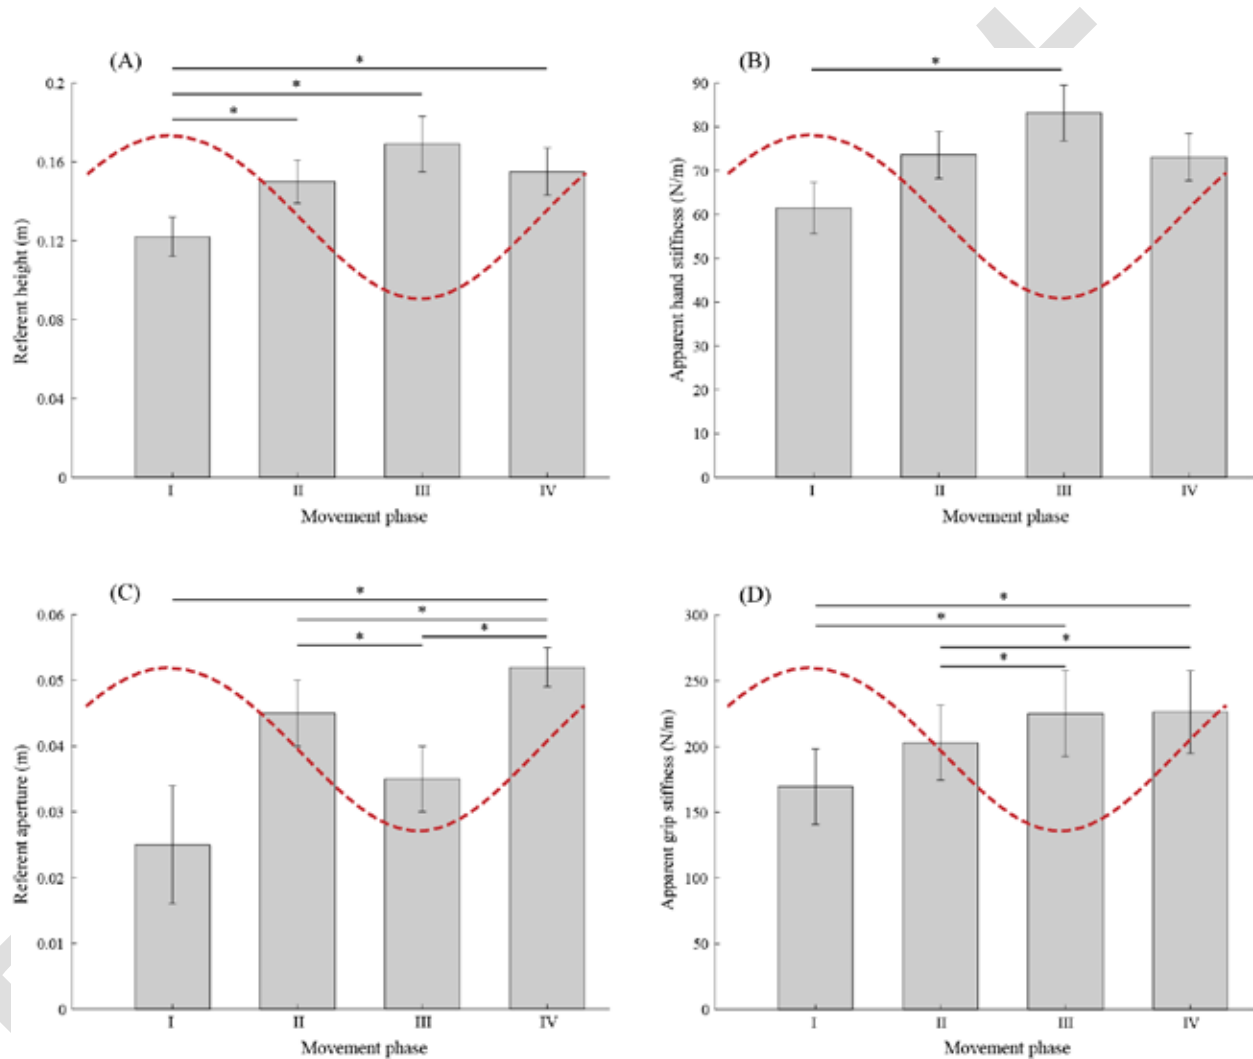 (A)
*
*
*
0.2
0.16
0.12
0.08
0.04
0
Referent height (m)
I II III IV
Movement phase
(B)
*
90
80
70
60
50
40
30
20
10
0
Apparent hand stiffness (N/m)
I II III IV
Movement phase
(C)
*
*
*
*
0.06
0.05
0.04
0.03
0.02
0.01
0
Referent aperture (m)
I II III IV
Movement phase
(D)
*
*
*
*
300
250
200
150
100
50
0
Apparent grip stiffness (N/m)
I II III IV
Movement phase